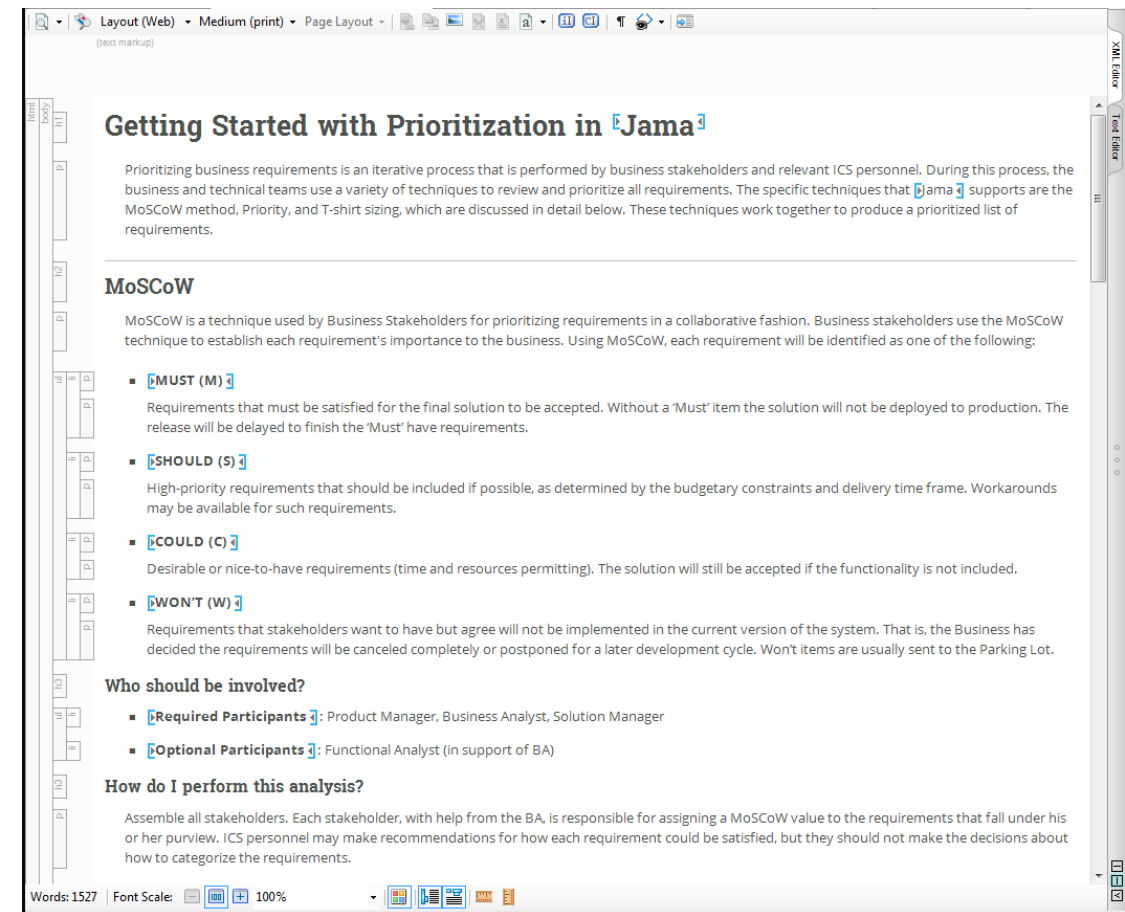 Layout (Web) Medium (print) Page Layout
(text markup)
XML Editor
Text Editor
html
body
h1
Getting Started with Prioritization in Jama
p
Prioritizing business requirements is an iterative process that is performed by business stakeholders and relevant ICS personnel. During this process, the
business and technical teams use a variety of techniques to review and prioritize all requirements. The specific techniques that Jama supports are the
MoSCoW method, Priority, and T-shirt sizing, which are discussed in detail below. These techniques work together to produce a prioritized list of
requirements.
h2
MoSCoW
p
MoSCoW is a technique used by Business Stakeholders for prioritizing requirements in a collaborative fashion. Business stakeholders use the MoSCoW
technique to establish each requirement's importance to the business. Using MoSCoW, each requirement will be identified as one of the following:
ul li p
MUST (M)
p
Requirements that must be satisfied for the final solution to be accepted. Without a ‘Must’ item the solution will not be deployed to production. The
release will be delayed to finish the ‘Must’ have requirements.
li p
SHOULD (S)
p
High-priority requirements that should be included if possible, as determined by the budgetary constraints and delivery time frame. Workarounds
may be available for such requirements.
li p
COULD (C)
p
Desirable or nice-to-have requirements (time and resources permitting). The solution will still be accepted if the functionality is not included.
li p
WON'T (W)
p
Requirements that stakeholders want to have but agree will not be implemented in the current version of the system. That is, the Business has
decided the requirements will be canceled completely or postponed for a later development cycle. Won’t items are usually sent to the Parking Lot.
h3
Who should be involved?
ul li
Required Participants : Product Manager, Business Analyst, Solution Manager
li
Optional Participants : Functional Analyst (in support of BA)
h3
How do I perform this analysis?
p
Assemble all stakeholders. Each stakeholder, with help from the BA, is responsible for assigning a MoSCoW value to the requirements that fall under his
or her purview. ICS personnel may make recommendations for how each requirement could be satisfied, but they should not make the decisions about
how to categorize the requirements.
Words: 1527 Font Scale: 100 100%